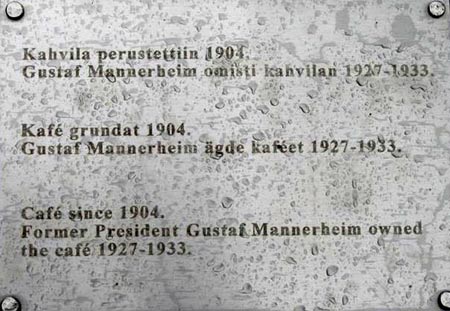 Kahvila perustettiin 1904.
Gustaf Mannerheim omisti kahvilan 1927-1933.
Kafé grundat 1904.
Gustaf Mannerheim ägde kaféet 1927-1933.
Café since 1904.
Former President Gustaf Mannerheim owned
the café 1927-1933.